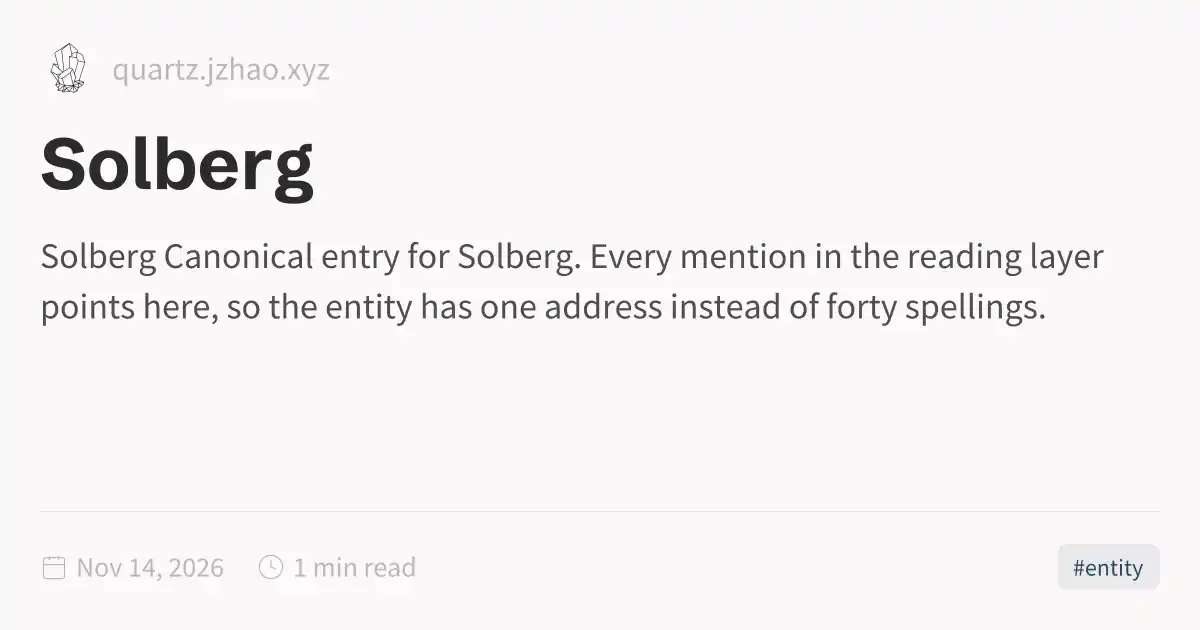 quartz.jzhao.xyz
Solberg
Solberg Canonical entry for Solberg. Every mention in the reading layer
points here, so the entity has one address instead of forty spellings.
Nov 14, 2026 1 min read #entity